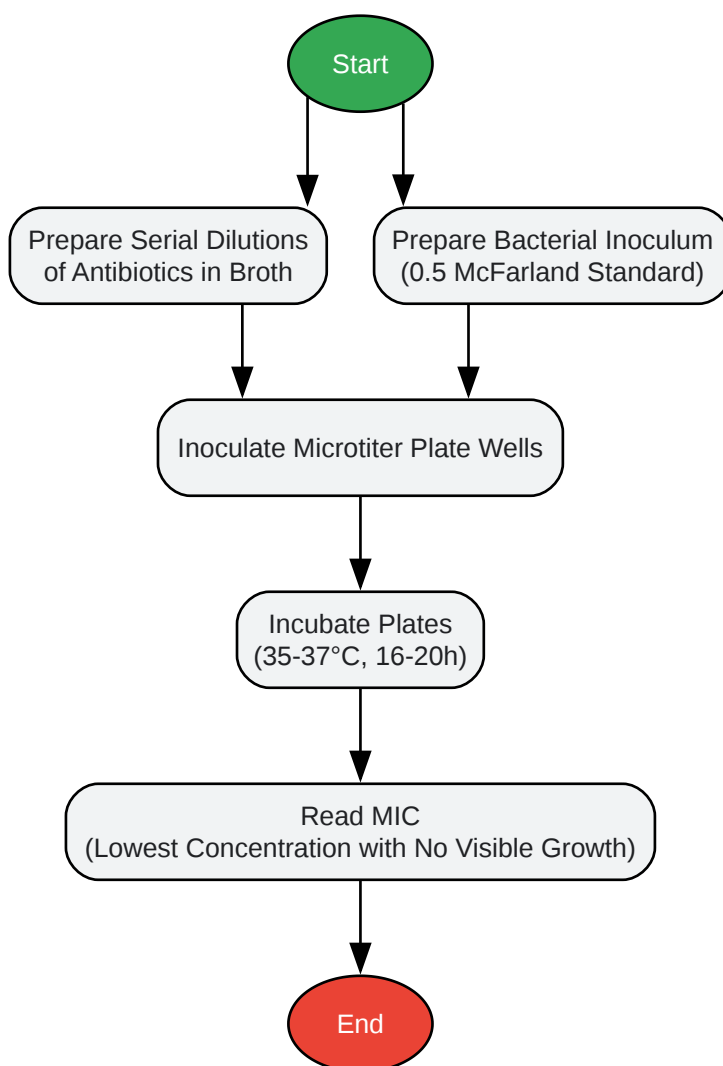 Start
Prepare Serial Dilutions
of Antibiotics in Broth
Prepare Bacterial Inoculum
(0.5 McFarland Standard)
Inoculate Microtiter Plate Wells
Incubate Plates
(35-37°C, 16-20h)
Read MIC
(Lowest Concentration with No Visible Growth)
End